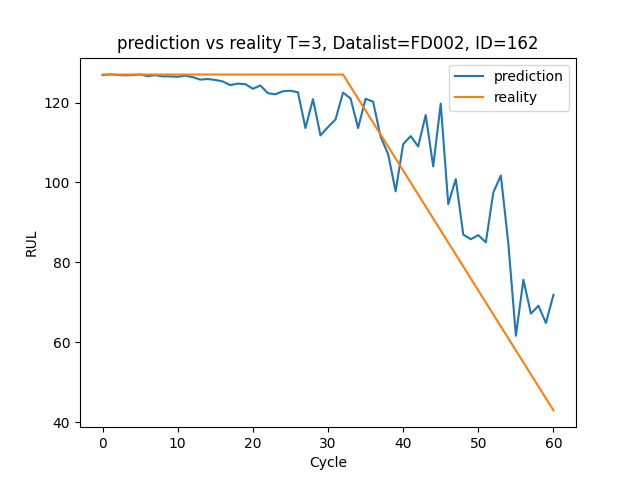 prediction vs reality T=3, Datalist=FD002, ID=162
prediction
reality
RUL
120
100
80
60
40
0 10 20 30 40 50 60
Cycle